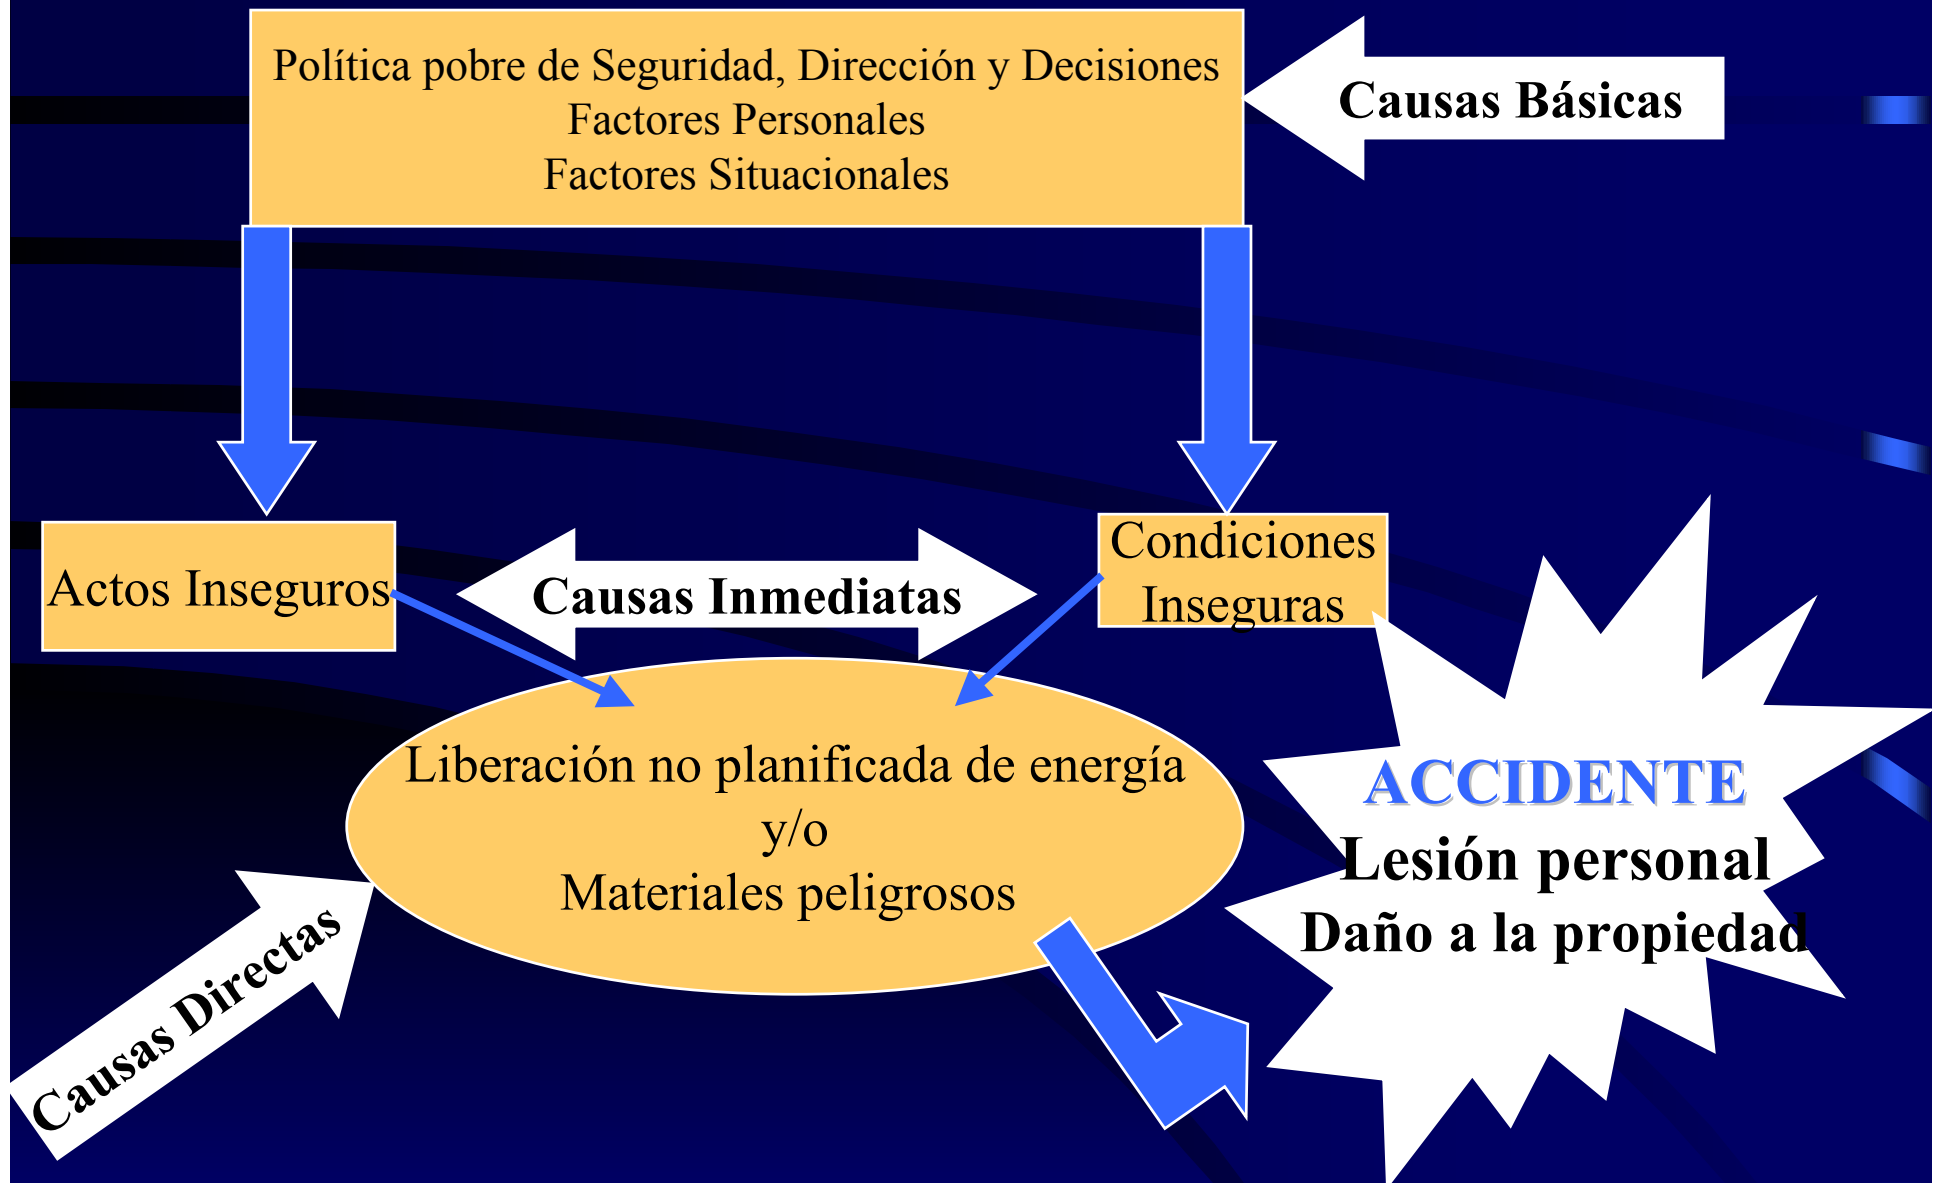 Política pobre de Seguridad, Dirección y Decisiones
Factores Personales
Factores Situacionales
Causas Básicas
Actos Inseguros
Causas Inmediatas
Condiciones
Inseguras
Liberación no planificada de energía
y/o
Materiales peligrosos
ACCIDENTE
Lesión personal
Daño a la propiedad
Causas Directas